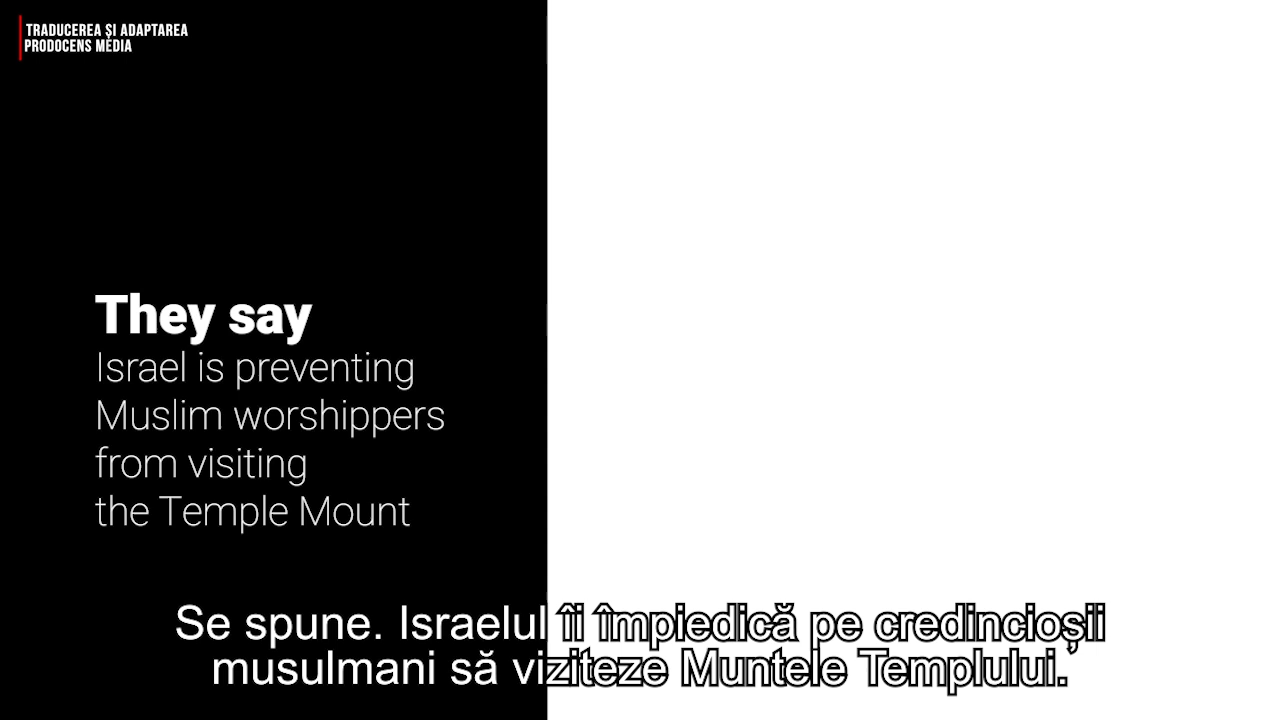 TRADUCEREA ȘI ADAPTAREA
PRODOCENS MEDIA
They say
Israel is preventing
Muslim worshippers
from visiting
the Temple Mount
Se spune. Israelul îi împiedică pe credincioșii
musulmani să viziteze Muntele Templului.